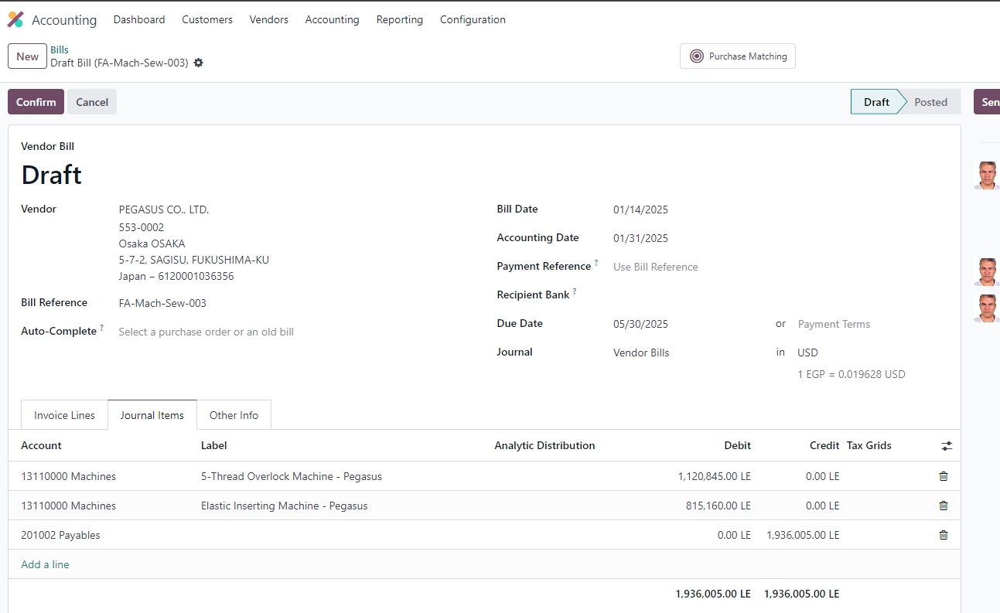 Accounting Dashboard Customers Vendors Accounting Reporting Configuration
New
Bills
Draft Bill (FA-Mach-Sew-003)
Purchase Matching
Confirm Cancel Draft Posted Sen
Vendor Bill
Draft
Vendor PEGASUS CO., LTD.
553-0002
Osaka OSAKA
5-7-2, SAGISU, FUKUSHIMA-KU
Japan – 6120001036356
Bill Reference FA-Mach-Sew-003
Auto-Complete ? Select a purchase order or an old bill
Bill Date 01/14/2025
Accounting Date 01/31/2025
Payment Reference ? Use Bill Reference
Recipient Bank ?
Due Date 05/30/2025 or Payment Terms
Journal Vendor Bills in USD
1 EGP = 0.019628 USD
Invoice Lines Journal Items Other Info
Account Label Analytic Distribution Debit Credit Tax Grids
13110000 Machines 5-Thread Overlock Machine - Pegasus 1,120,845.00 LE 0.00 LE
13110000 Machines Elastic Inserting Machine - Pegasus 815,160.00 LE 0.00 LE
201002 Payables 0.00 LE 1,936,005.00 LE
Add a line
1,936,005.00 LE 1,936,005.00 LE